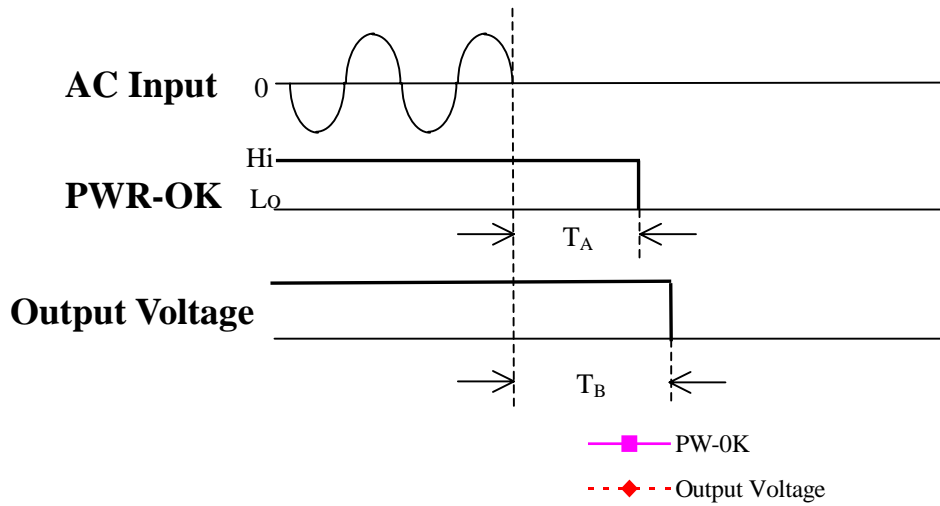 AC Input 0
Hi
PWR-OK Lo
TA
Output Voltage
TB
PW-0K
Output Voltage